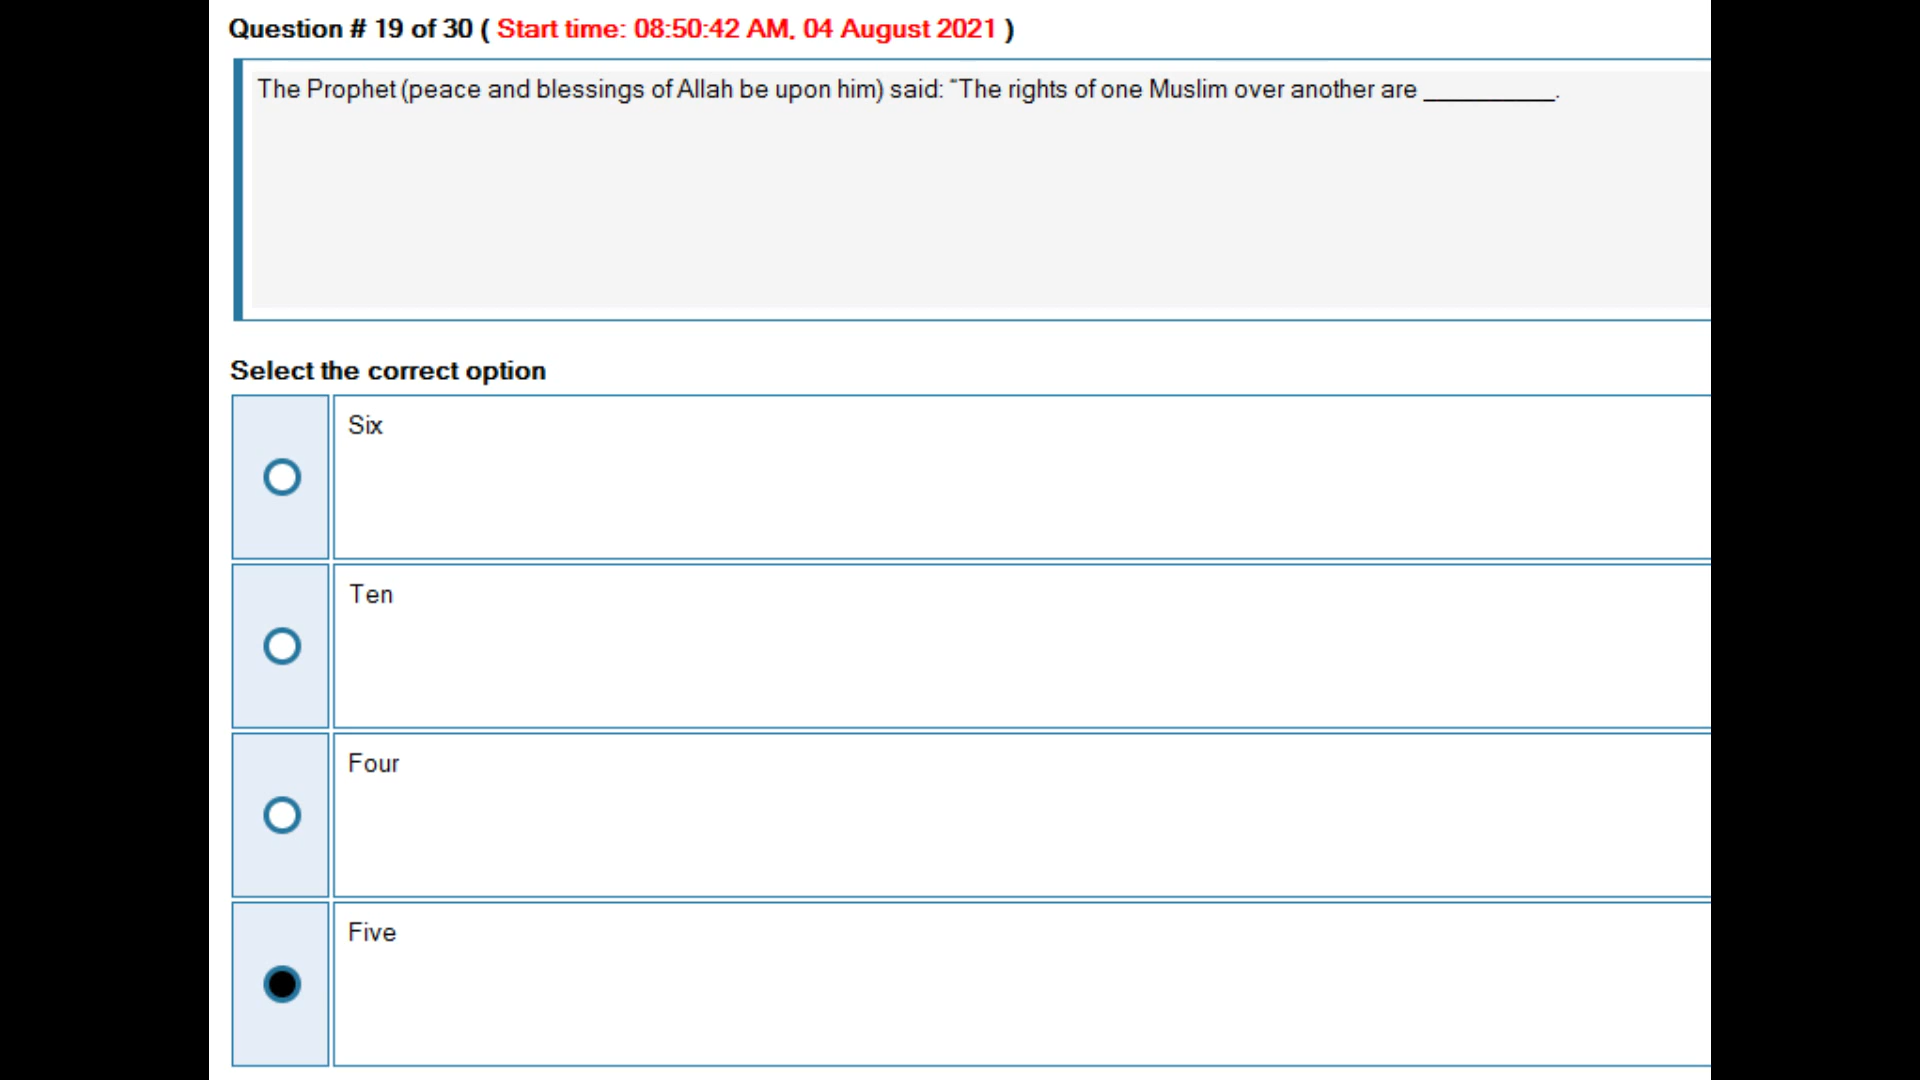 Question # 19 of 30 ( Start time: 08:50:42 AM, 04 August 2021 )
The Prophet (peace and blessings of Allah be upon him) said: “The rights of one Muslim over another are __________.
Select the correct option
Six
Ten
Four
Five